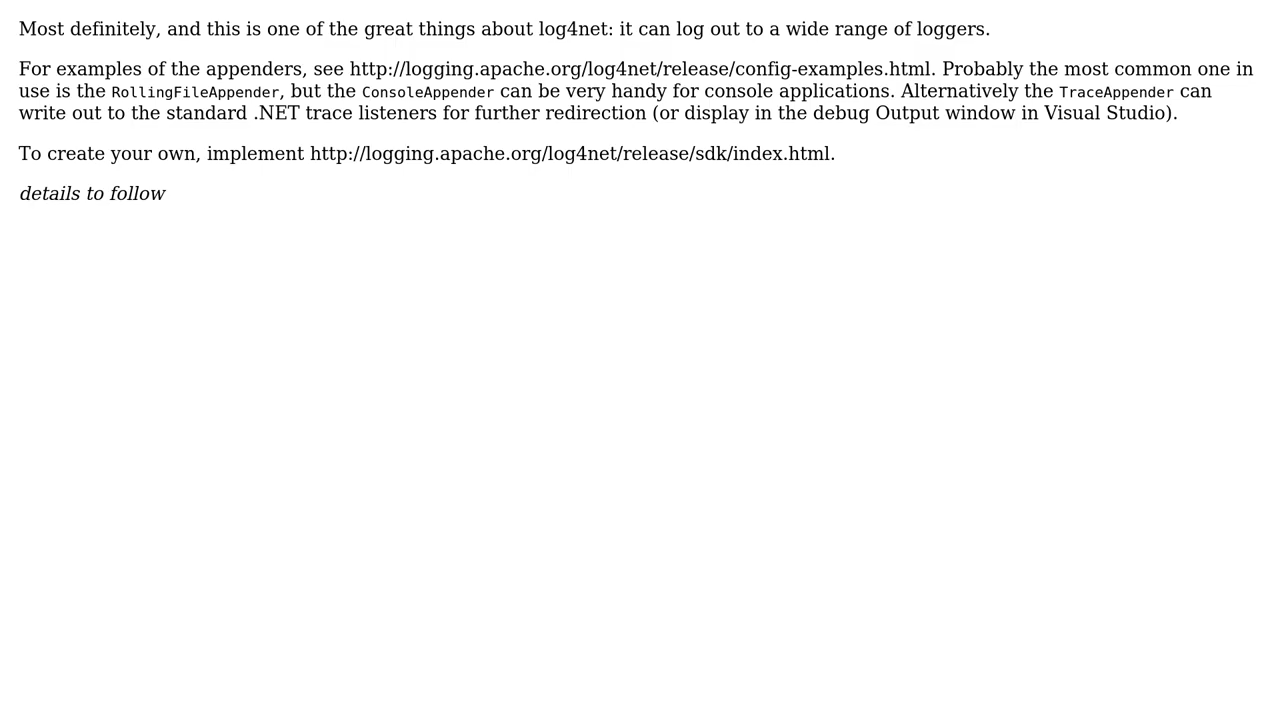 Most definitely, and this is one of the great things about log4net: it can log out to a wide range of loggers.
For examples of the appenders, see http://logging.apache.org/log4net/release/config-examples.html. Probably the most common one in
use is the RollingFileAppender, but the ConsoleAppender can be very handy for console applications. Alternatively the TraceAppender can
write out to the standard .NET trace listeners for further redirection (or display in the debug Output window in Visual Studio).
To create your own, implement http://logging.apache.org/log4net/release/sdk/index.html.
details to follow